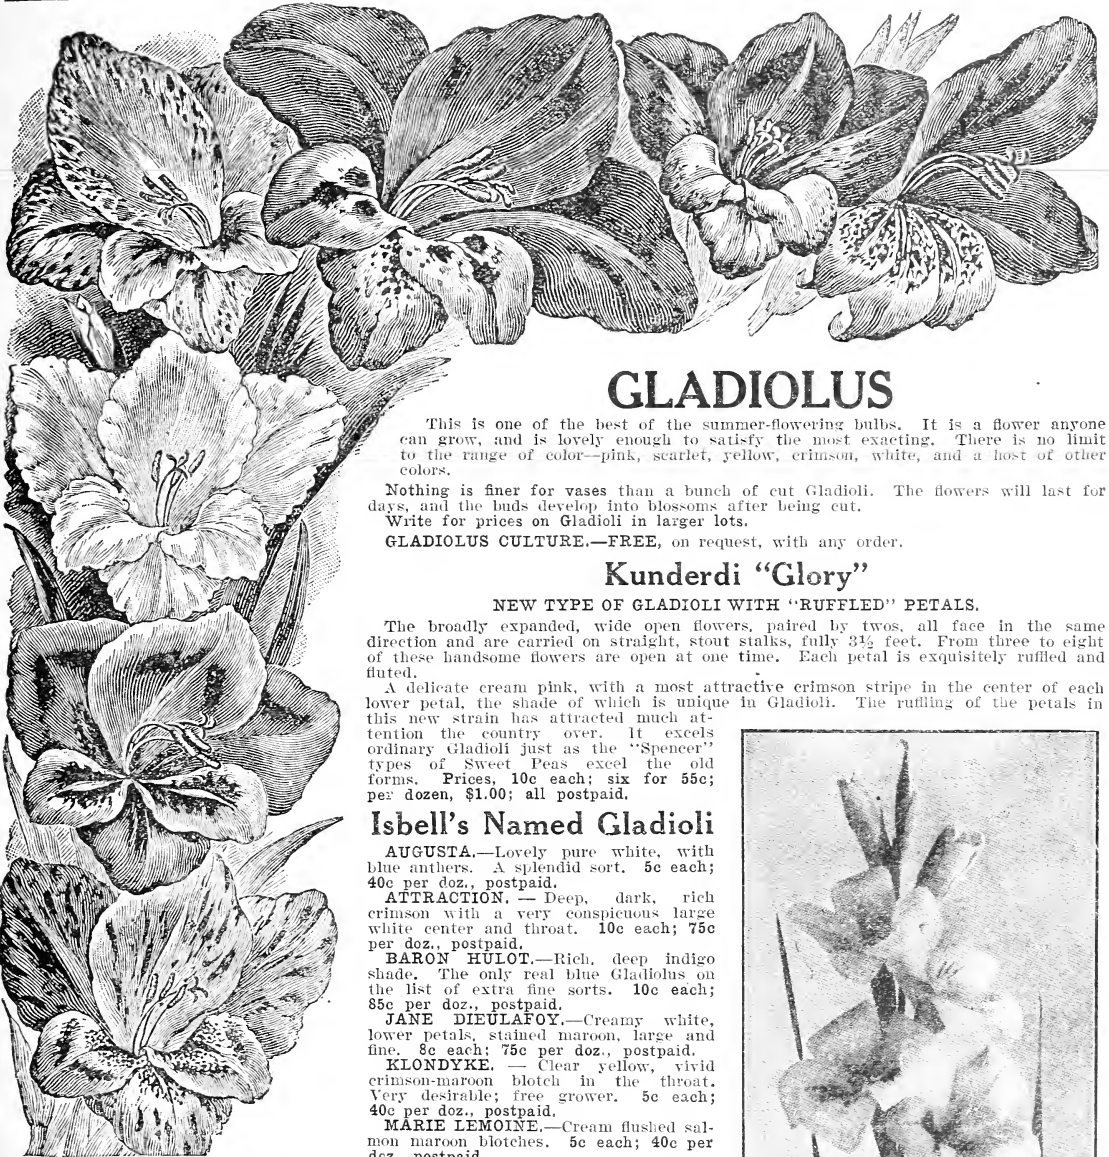 GLADIOLUS
This is one of the best of the summer-flowering bulbs. It is a flower anyone
can grow, and is lovely enough to satisfy the most exacting. There is no limit
to the range of color—pink, scarlet, yellow, crimson, white, and a host of other
colors.
Nothing is finer for vases than a bunch of cut Gladioli. The flowers will last for
days, and the buds develop into blossoms after being cut.
Write for prices on Gladioli in larger lots.
GLADIOLUS CULTURE.—FREE, on request, with any order.
Kunderdi "Glory"
NEW TYPE OF GLADIOLI WITH "RUFFLED" PETALS.
The broadly expanded, wide open flowers, paired by twos, all face in the same
direction and are carried on straight, stout stalks, fully 3½ feet. From three to eight
of these handsome flowers are open at one time. Each petal is exquisitely ruffled and
fluted.
A delicate cream pink, with a most attractive crimson stripe in the center of each
lower petal, the shade of which is unique in Gladioli. The ruffling of the petals in
this new strain has attracted much at-
tention the country over. It excels
ordinary Gladioli just as the "Spencer"
types of Sweet Peas excel the old
forms. Prices, 10c each; six for 55c;
per dozen, $1.00; all postpaid.
Isbell's Named Gladioli
AUGUSTA.—Lovely pure white, with
blue anthers. A splendid sort. 5c each;
40c per doz., postpaid.
ATTRACTION. — Deep, dark, rich
crimson with a very conspicuous large
white center and throat. 10c each; 75c
per doz., postpaid.
BARON HULOT.—Rich, deep indigo
shade. The only real blue Gladiolus on
the list of extra fine sorts. 10c each;
85c per doz., postpaid.
JANE DIEULAFOY.—Creamy white,
lower petals, stained maroon, large and
fine. 8c each; 75c per doz., postpaid.
KLONDYKE. — Clear yellow, vivid
crimson-maroon blotch in the throat.
Very desirable; free grower. 5c each;
40c per doz., postpaid.
MARIE LEMOINE.—Cream flushed sal-
mon maroon blotches. 5c each; 40c per
doz., postpaid.